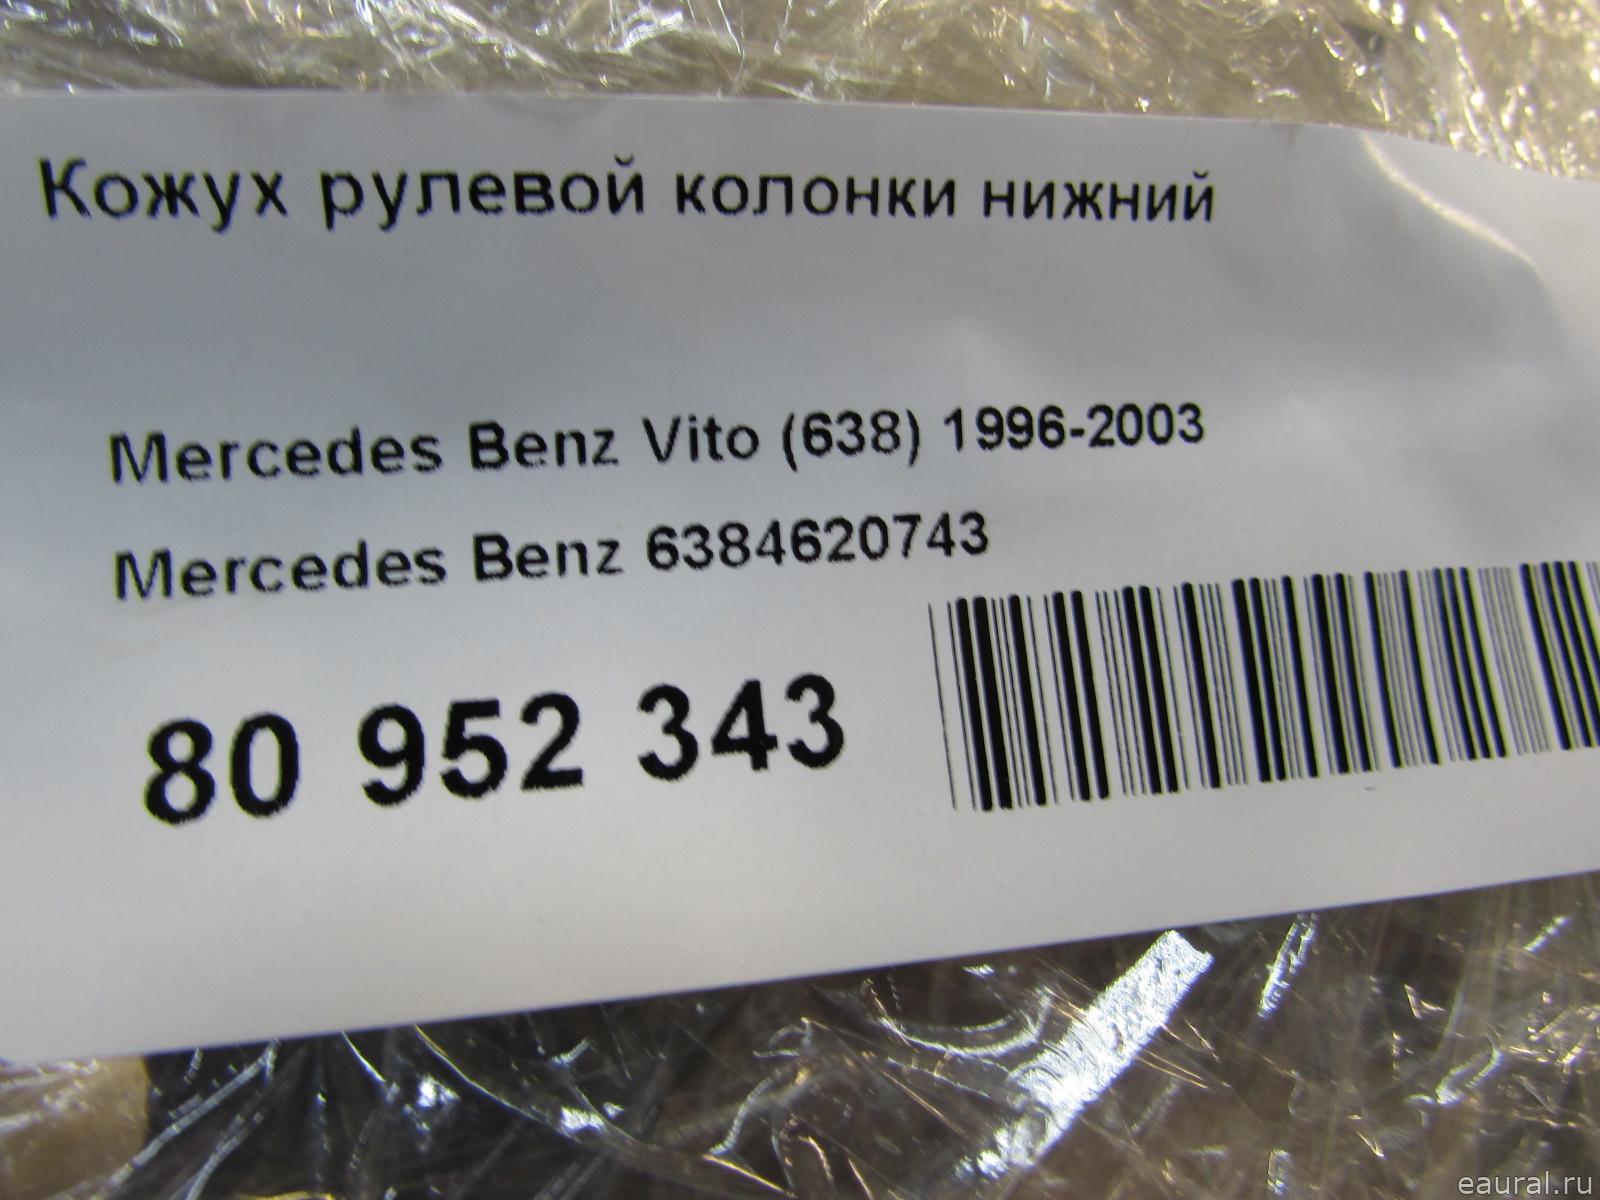 Кожух рулевой колонки нижний
Mercedes Benz Vito (638) 1996-2003
Mercedes Benz 6384620743
80 952 343
eaural.ru